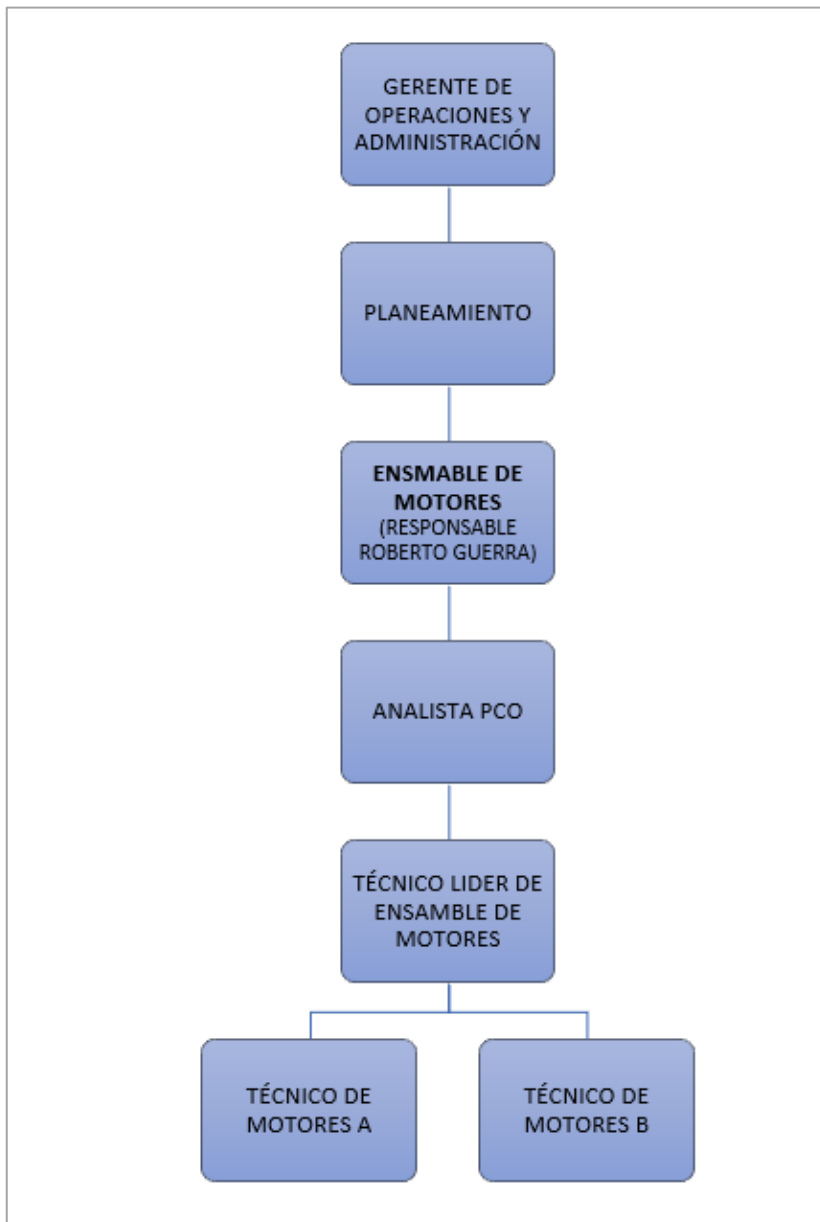 GERENTE DE
OPERACIONES Y
ADMINISTRACIÓN
PLANEAMIENTO
ENSMABLE DE
MOTORES
(RESPONSABLE
ROBERTO GUERRA)
ANALISTA PCO
TÉCNICO LIDER DE
ENSAMBLE DE
MOTORES
TÉCNICO DE
MOTORES A
TÉCNICO DE
MOTORES B